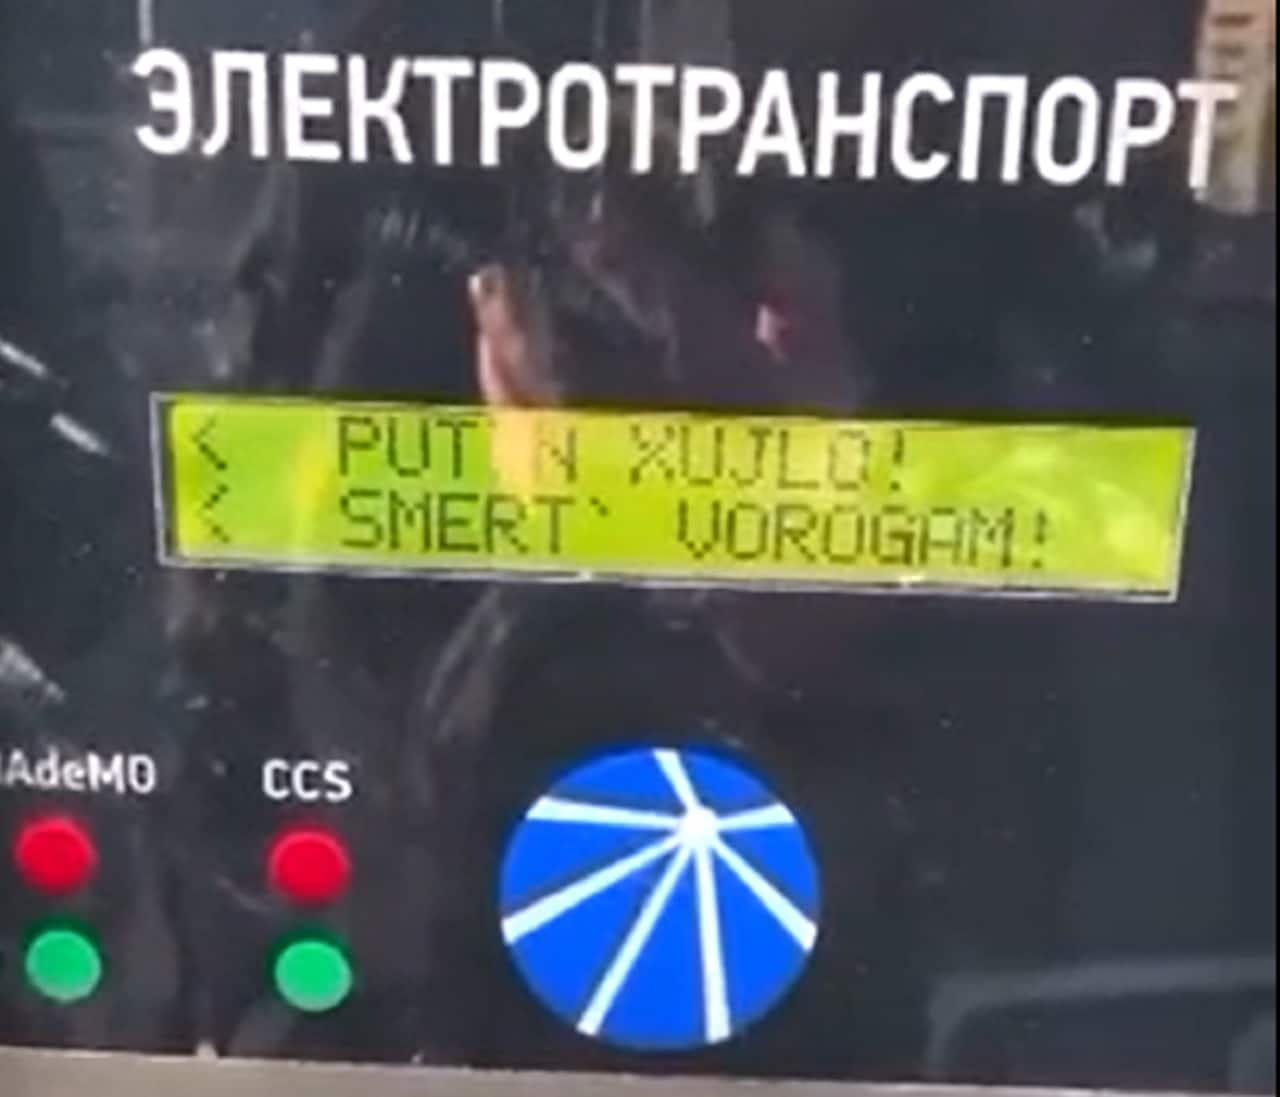 ЭЛЕКТРОТРАНСПОРТ
< PUTIN XUJLO!
< SMERT` VOROGAM!
AdeMO
CCS